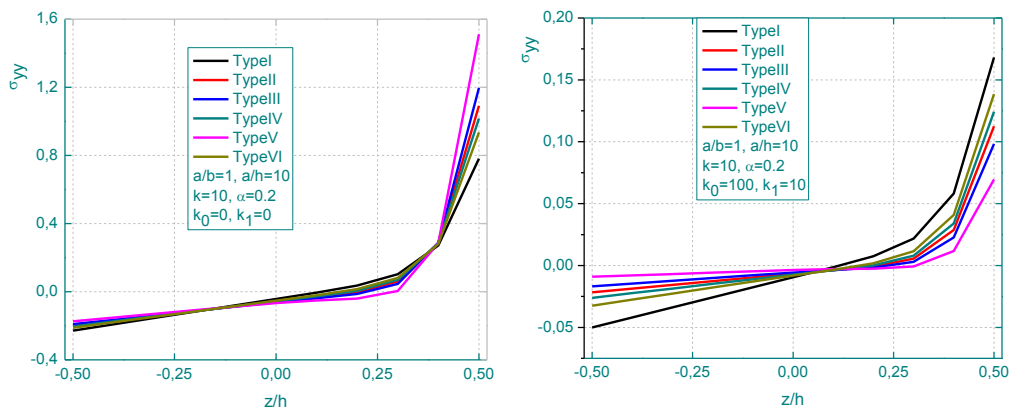 1,6
1,2
0,8
0,4
0,0
-0,4
σyy
TypeI
TypeII
TypeIII
TypeIV
TypeV
TypeVI
a/b=1, a/h=10
k=10, α=0.2
k0=0, k1=0
-0,50
-0,25
0,00
0,25
0,50
z/h
0,20
0,15
0,10
0,05
0,00
-0,05
σyy
TypeI
TypeII
TypeIII
TypeIV
TypeV
TypeVI
a/b=1, a/h=10
k=10, α=0.2
k0=100, k1=10
-0,50
-0,25
0,00
0,25
0,50
z/h